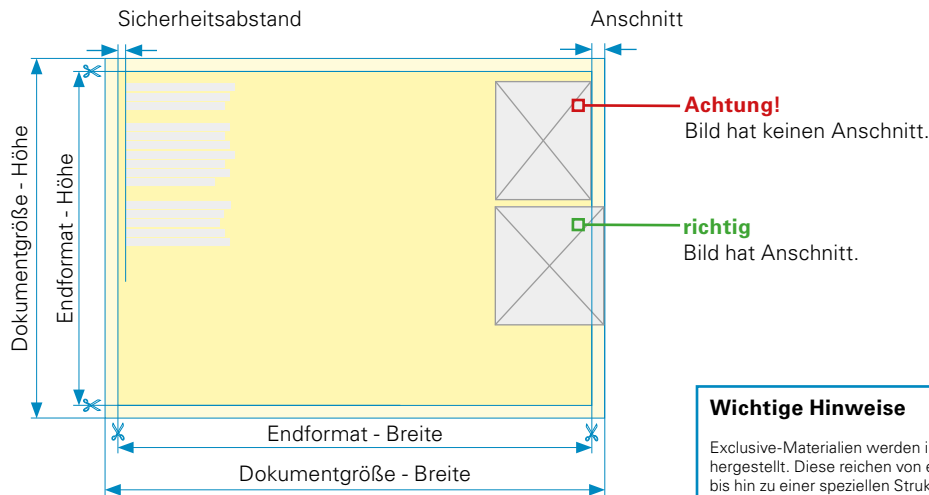 Sicherheitsabstand
Anschnitt
Achtung!
Bild hat keinen Anschnitt.
richtig
Bild hat Anschnitt.
Dokumentgröße - Höhe
Endformat - Höhe
Endformat - Breite
Dokumentgröße - Breite
Wichtige Hinweise
Exclusive-Materialien werden
hergestellt. Diese reichen von
bis hin zu einer speziellen